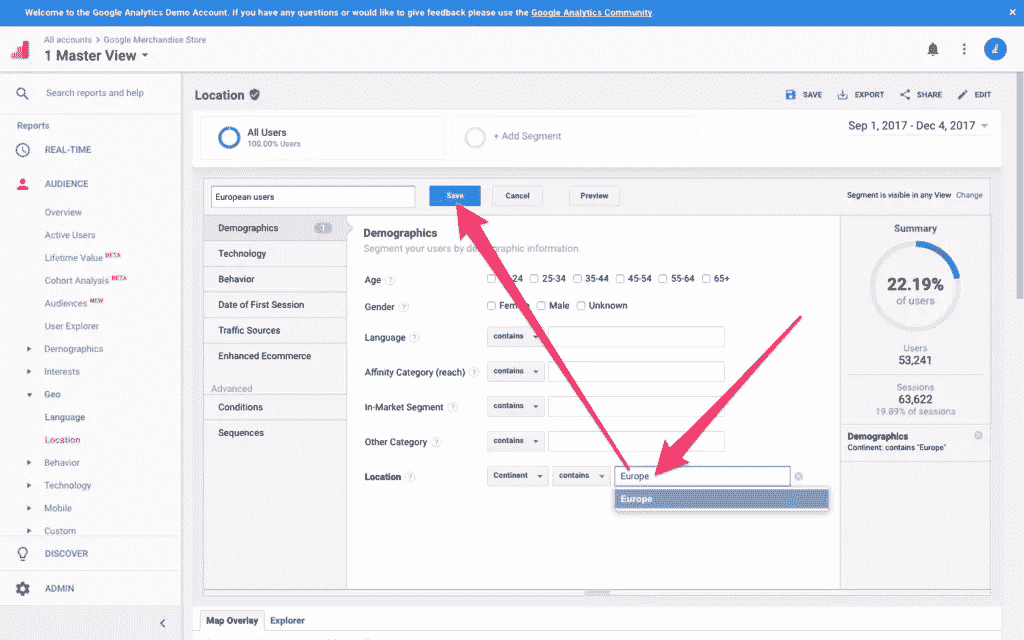 Welcome to the Google Analytics Demo Account. If you have any questions or would like to give feedback please use the Google Analytics Community.
All accounts > Google Merchandise Store
1 Master View
Search reports and help
Reports
REAL-TIME
AUDIENCE
Overview
Active Users
Lifetime Value BETA
Cohort Analysis BETA
Audiences NEW
User Explorer
Demographics
Interests
Geo
Language
Location
Behavior
Technology
Mobile
Custom
DISCOVER
ADMIN
Location
SAVE EXPORT SHARE EDIT
All Users
100.00% Users
+ Add Segment
Sep 1, 2017 - Dec 4, 2017
European users
Save Cancel Preview
Segment is visible in any View Change
Demographics 1
Technology
Behavior
Date of First Session
Traffic Sources
Enhanced Ecommerce
Advanced
Conditions
Sequences
Demographics
Segment your users by information.
Age ? 24 25-34 35-44 45-54 55-64 65+
Gender ? Male Unknown
Language ? contains
Affinity Category (reach) ? contains
In-Market Segment ? contains
Other Category ? contains
Location ? Continent contains Europe
Europe
Summary
22.19%
of users
Users
53,241
Sessions
63,622
19.89% of sessions
Demographics
Continent: contains "Europe"
Map Overlay Explorer